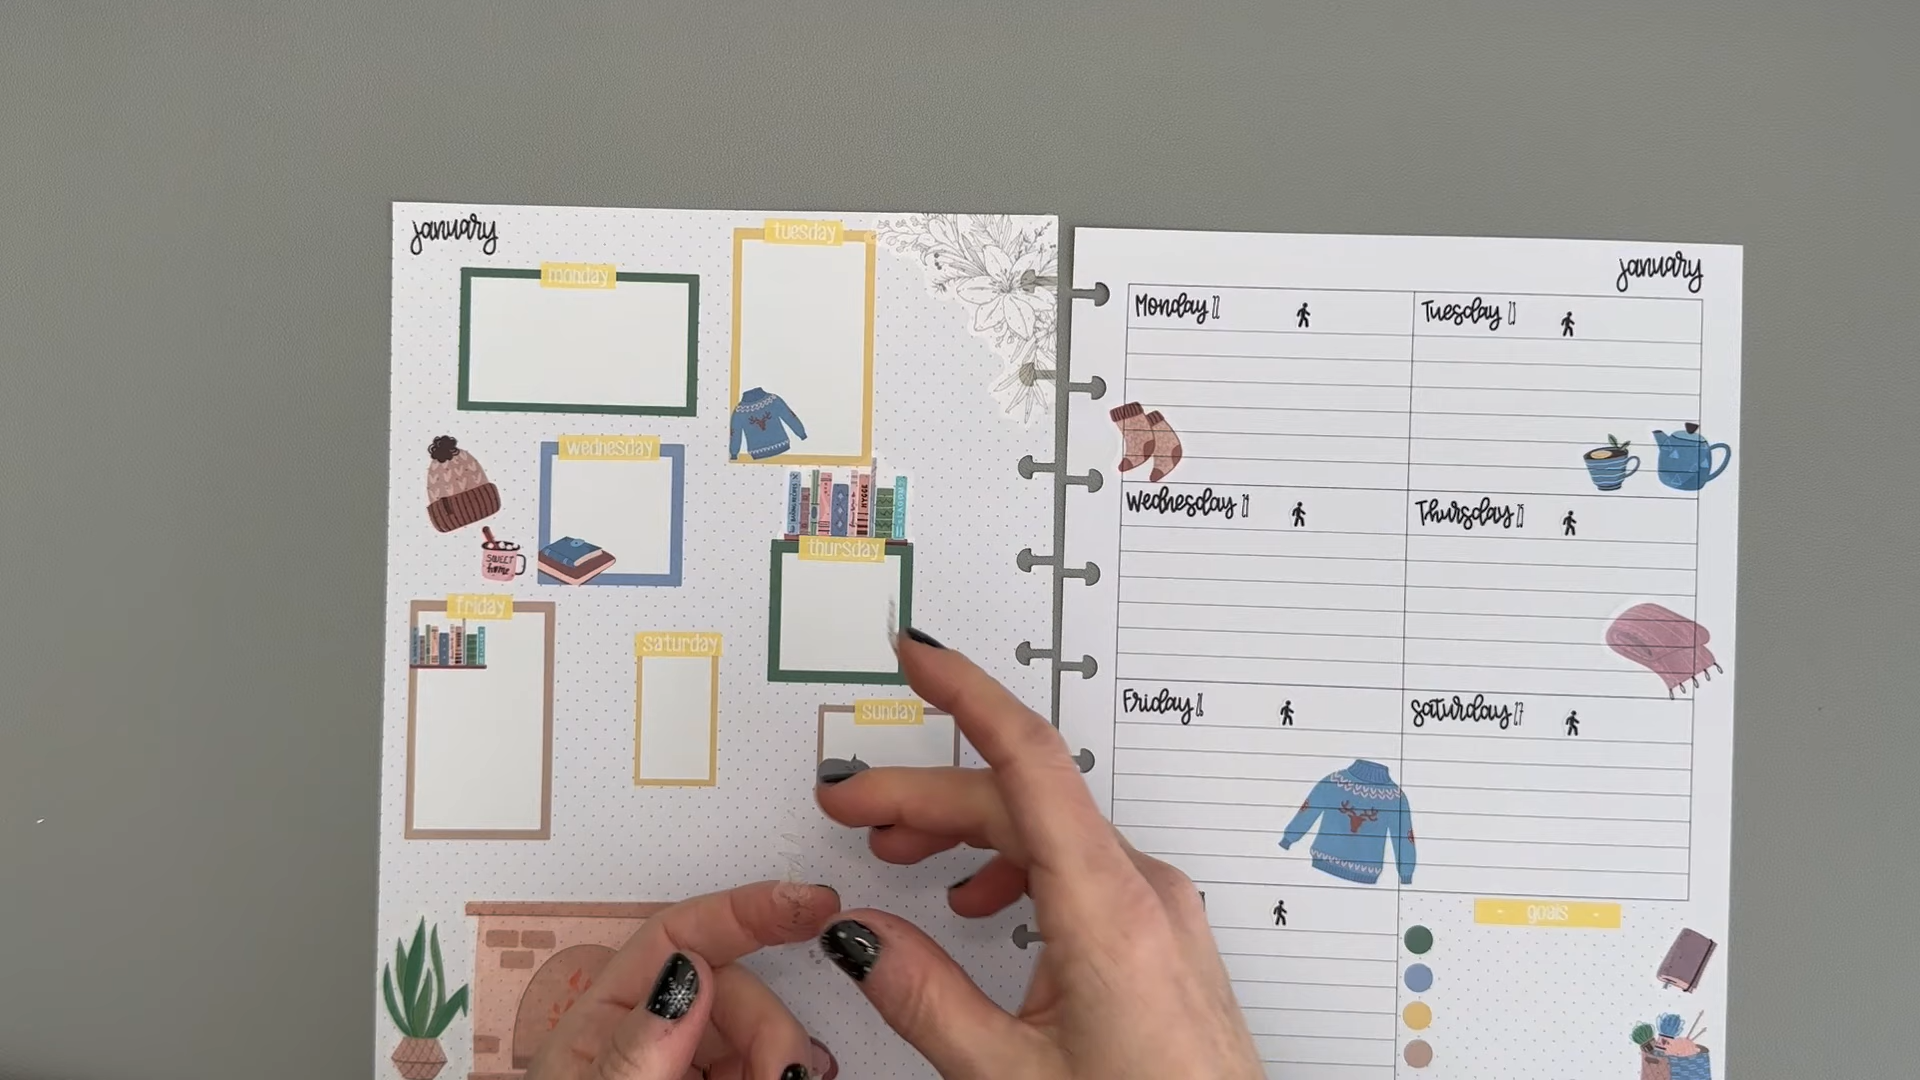 january
tuesday
monday
wednesday
SWEET
home
thursday
friday
saturday
sunday
january
Monday
Tuesday
Wednesday
Thursday
Friday
Saturday
goals